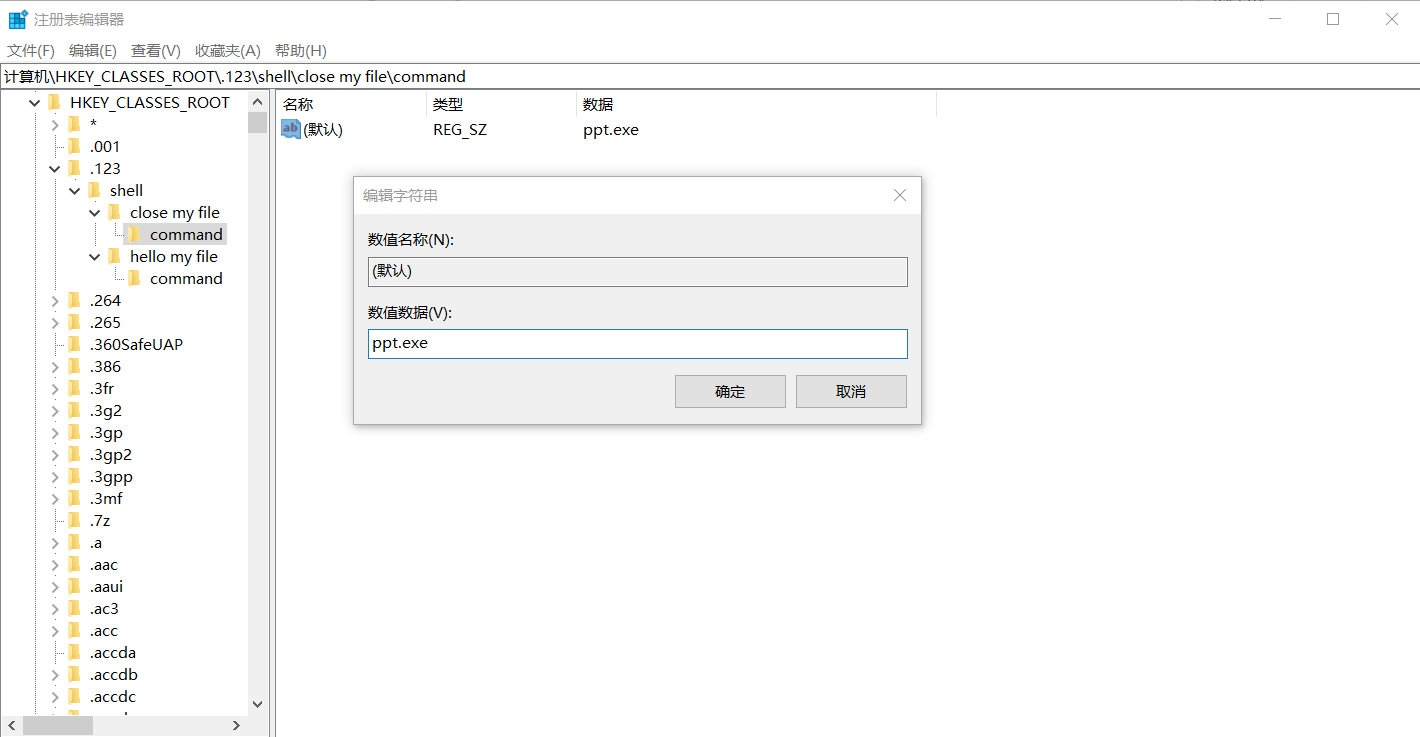 注册表编辑器
文件(F) 编辑(E) 查看(V) 收藏夹(A) 帮助(H)
计算机\HKEY_CLASSES_ROOT\.123\shell\close my file\command
HKEY_CLASSES_ROOT
*
.001
.123
shell
close my file
command
hello my file
command
.264
.265
.360SafeUAP
.386
.3fr
.3g2
.3gp
.3gp2
.3gpp
.3mf
.7z
.a
.aac
.aaui
.ac3
.acc
.accda
.accdb
.accdc
名称 类型 数据
ab (默认) REG_SZ ppt.exe
编辑字符串
数值名称(N):
(默认)
数值数据(V):
ppt.exe
确定 取消